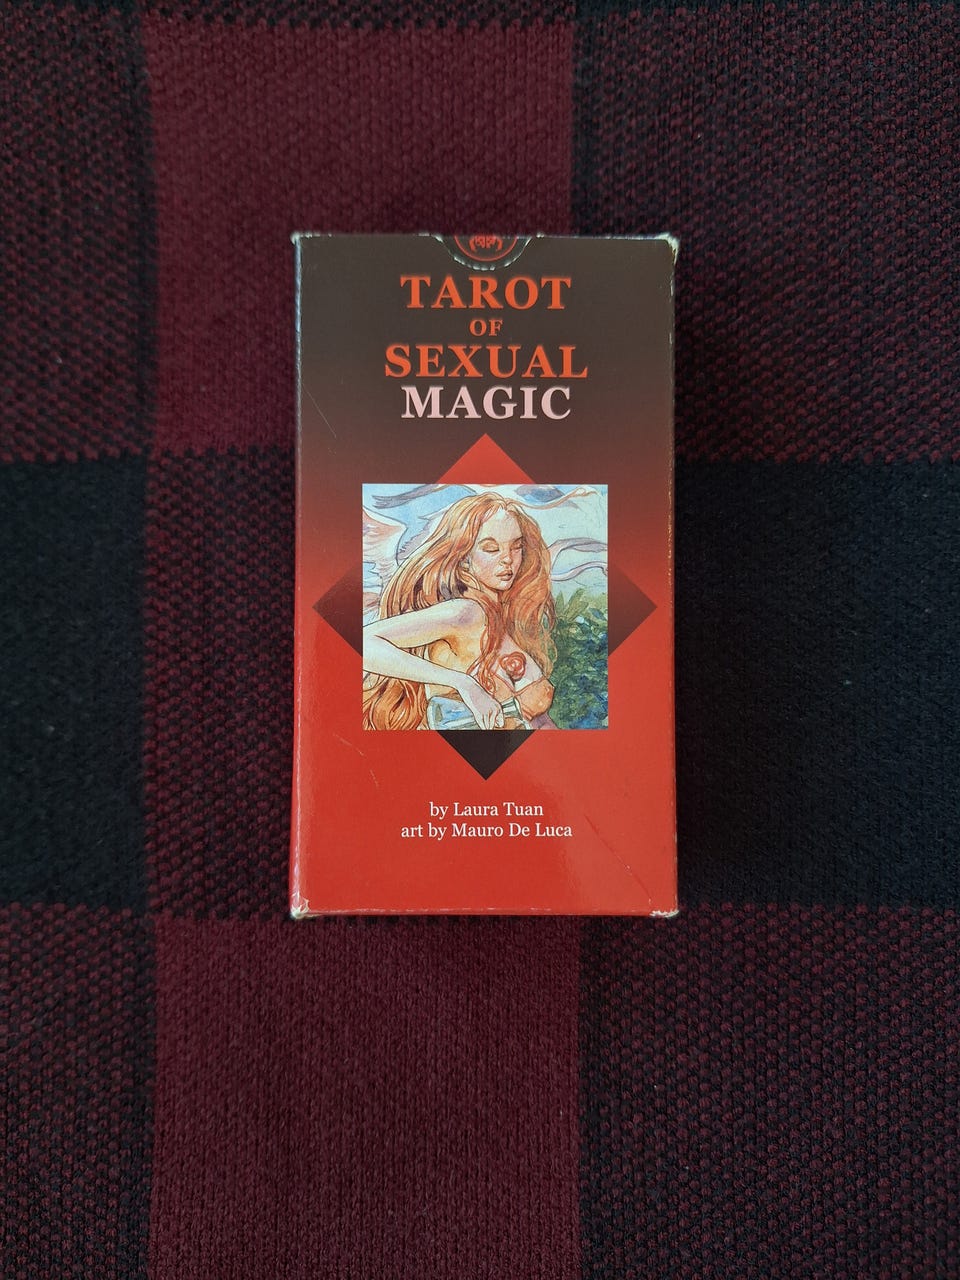 TAROT
OF
SEXUAL
MAGIC
by Laura Tuan
art by Mauro De Luca